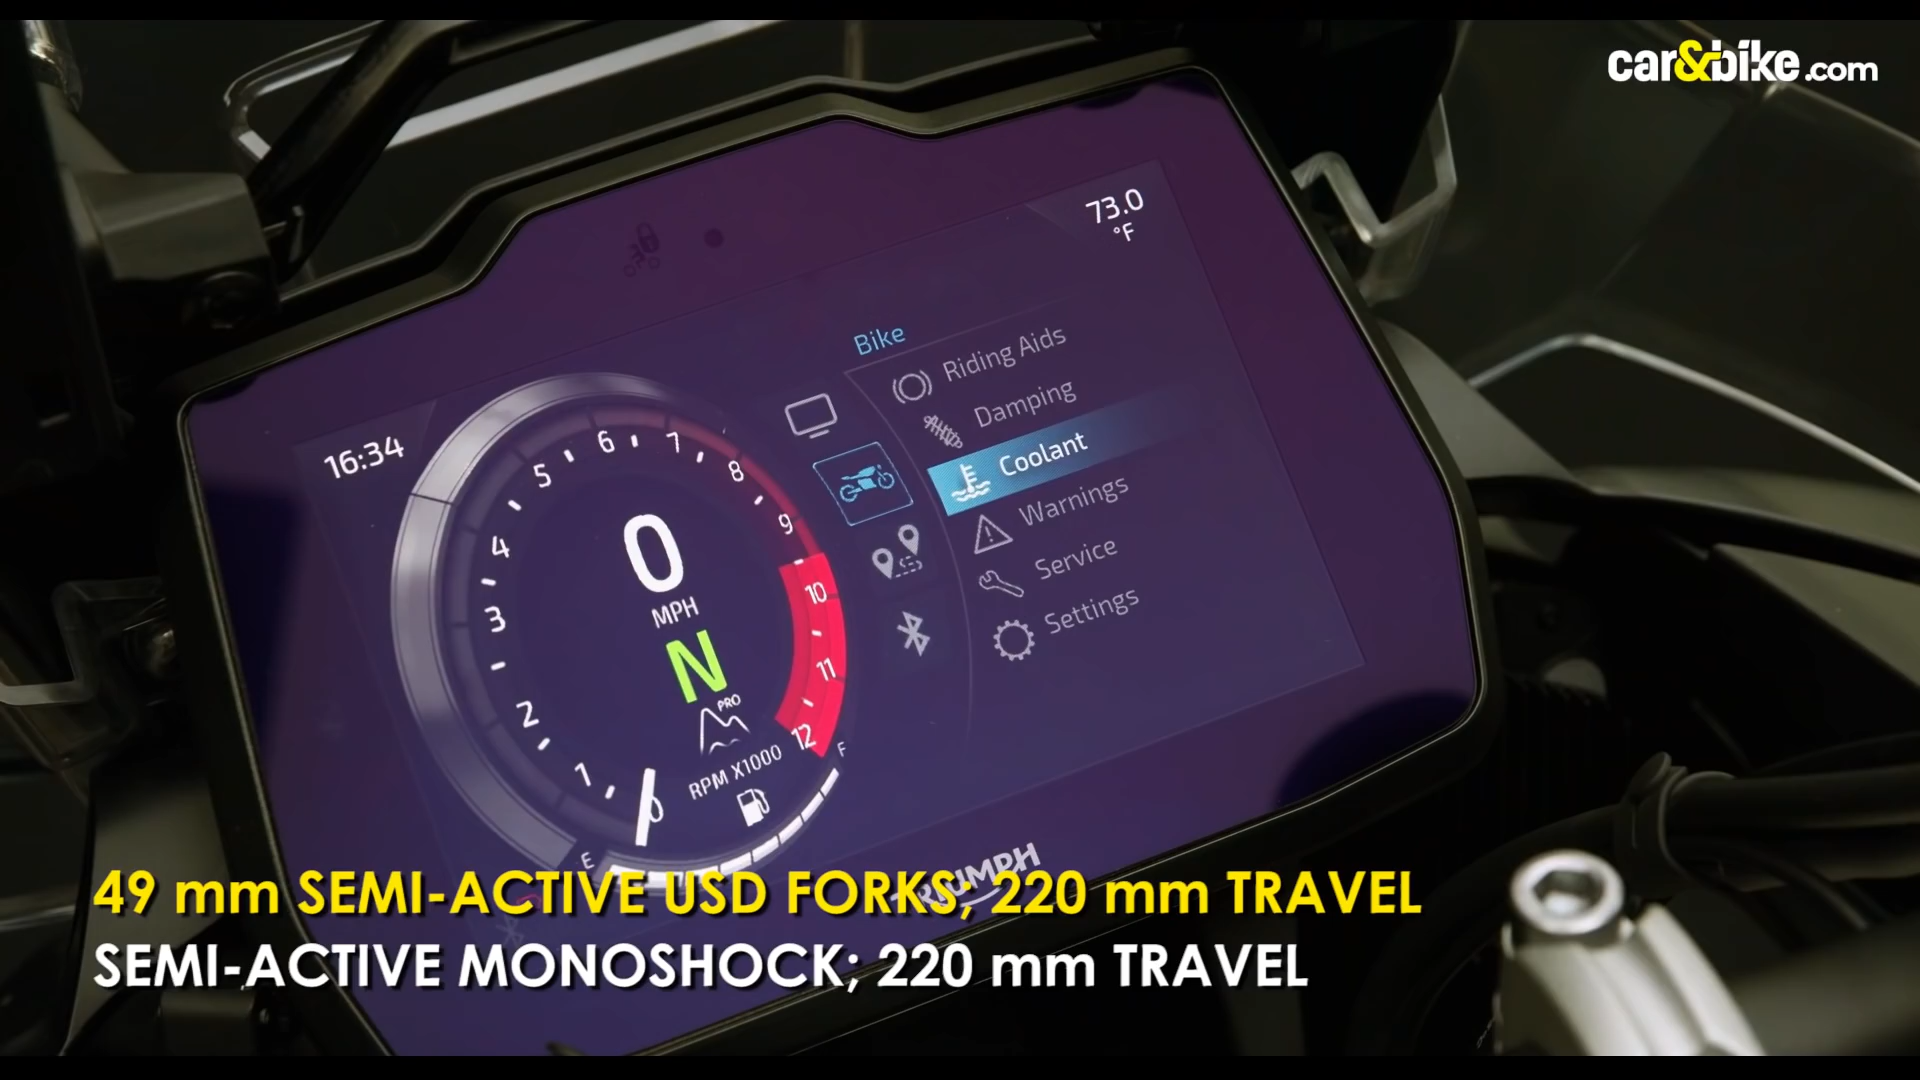 car&bike.com
73.0
°F
Bike
Riding Aids
Damping
Coolant
Warnings
Service
Settings
16:34
0
MPH
N
PRO
RPM X1000
0
1
2
3
4
5
6
7
8
9
10
11
12
E
F
TRIUMPH
49 mm SEMI-ACTIVE USD FORKS; 220 mm TRAVEL
SEMI-ACTIVE MONOSHOCK; 220 mm TRAVEL